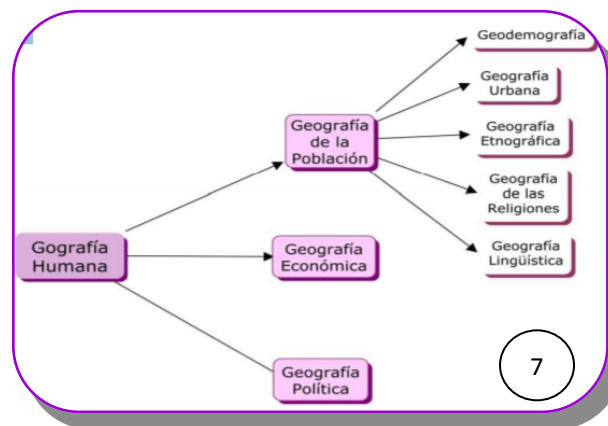 Gografía
Humana
Geografía
de la
Población
Geografía
Económica
Geografía
Política
Geodemografía
Geografía
Urbana
Geografía
Etnográfica
Geografía
de las
Religiones
Geografía
Lingüística
7